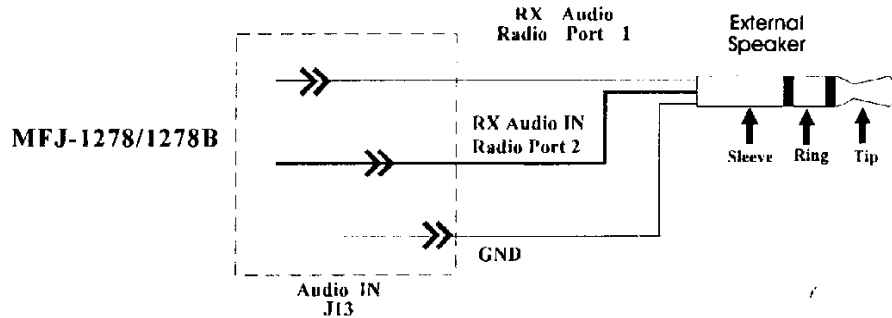 RX Audio
Radio Port 1
External
Speaker
MFJ-1278/1278B
RX Audio IN
Radio Port 2
Sleeve Ring Tip
GND
Audio IN
J13